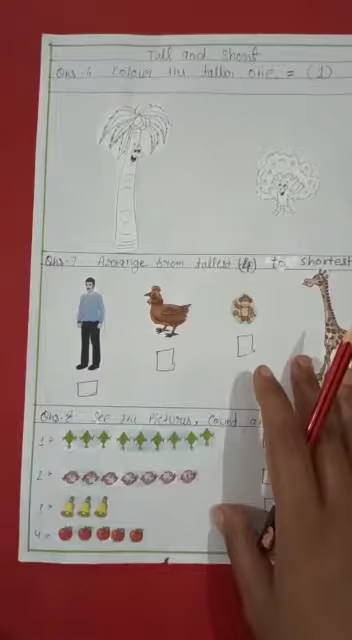 Tall and Short
Qns-6 Colour the taller one. = (1)
Qns-7 Arrange from tallest to shortest
Qns-8 See the Pictures, Count a
1>
2>
3>
4>